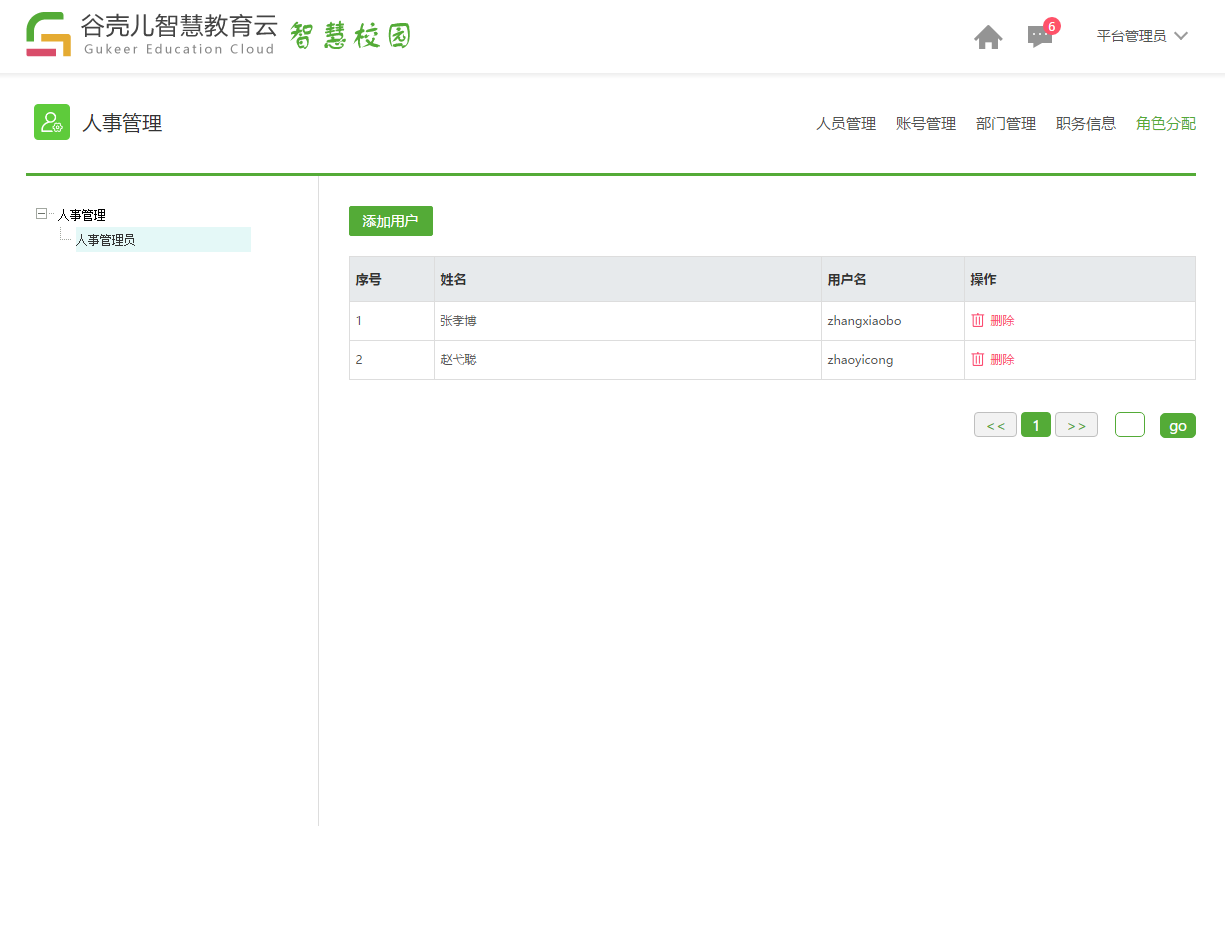 谷壳儿智慧教育云 智慧校园
Gukeer Education Cloud
6
平台管理员
人事管理
人员管理 账号管理 部门管理 职务信息 角色分配
人事管理
人事管理员
添加用户
序号 姓名 用户名 操作
1 张孝博 zhangxiaobo 删除
2 赵弋聪 zhaoyicong 删除
<< 1 >> go